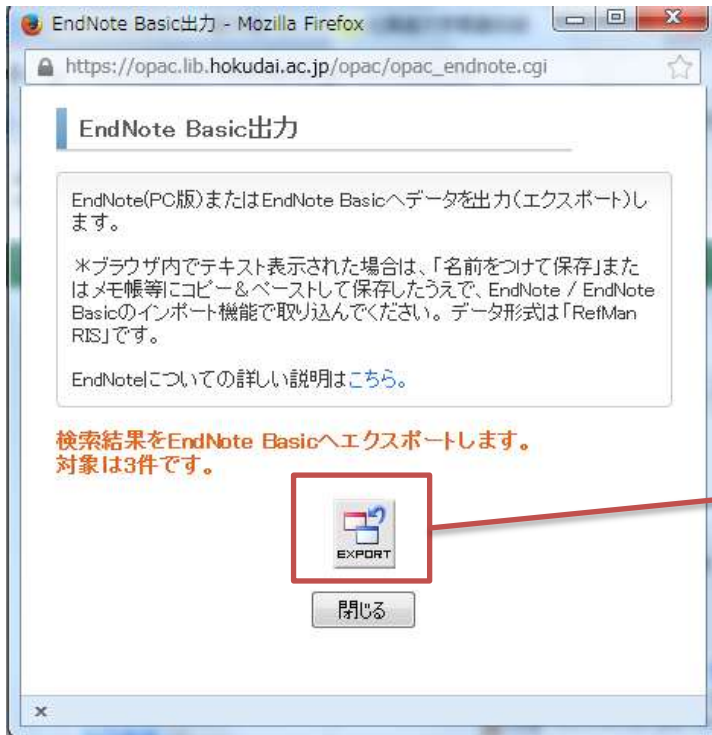 EndNote Basic出力 - Mozilla Firefox
https://opac.lib.hokudai.ac.jp/opac/opac_endnote.cgi
EndNote Basic出力
EndNote(PC版)またはEndNote Basicへデータを出力(エクスポート)し
ます。
＊ブラウザ内でテキスト表示された場合は、「名前をつけて保存」また
はメモ帳等にコピー＆ペーストして保存したうえで、EndNote / EndNote
Basicのインポート機能で取り込んでください。データ形式は「RefMan
RIS」です。
EndNoteについての詳しい説明はこちら。
検索結果をEndNote Basicへエクスポートします。
対象は3件です。
EXPORT
閉じる